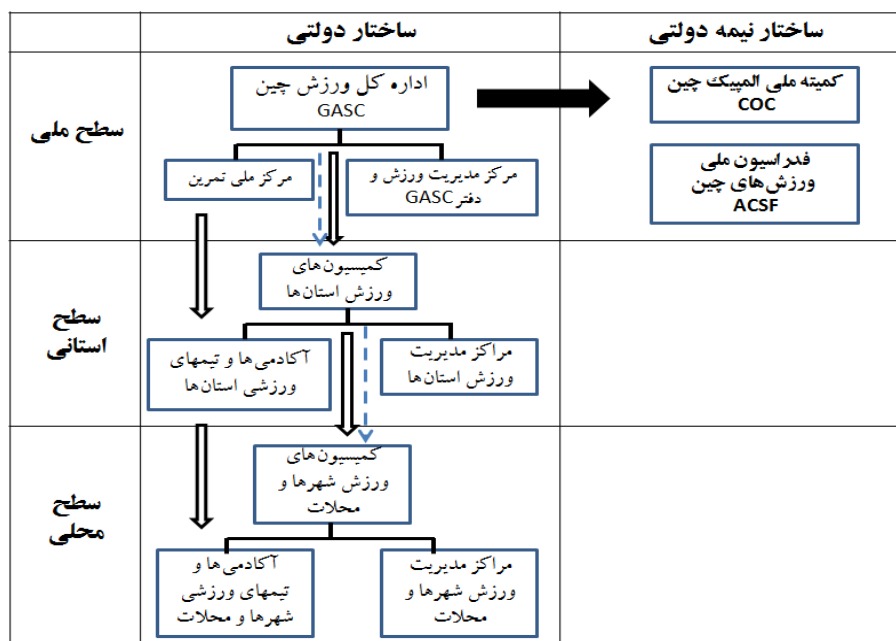 ساختار دولتی
ساختار نیمه دولتی
سطح ملی
اداره کل ورزش چین
GASC
کمیته ملی المپیک چین
COC
مرکز ملی تمرین
مرکز مدیریت ورزش و
دفتر GASC
فدراسیون ملی
ورزش‌های چین
ACSF
سطح
استانی
کمیسیون‌های
ورزش استان‌ها
آکادمی‌ها و تیمهای
ورزشی استان‌ها
مراکز مدیریت
ورزش استان‌ها
سطح
محلی
کمیسیون‌های
ورزش شهرها و
محلات
آکادمی‌ها و
تیمهای ورزشی
شهرها و محلات
مراکز مدیریت
ورزش شهرها و
محلات